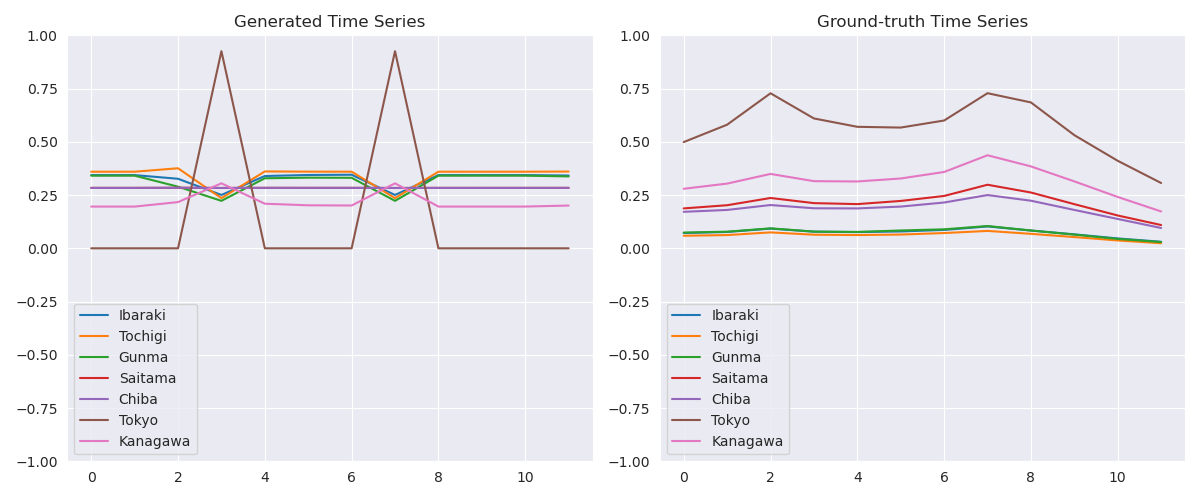 Generated Time Series
1.00
0.75
0.50
0.25
0.00
−0.25
−0.50
−0.75
−1.00
Ibaraki
Tochigi
Gunma
Saitama
Chiba
Tokyo
Kanagawa
0 2 4 6 8 10
Ground-truth Time Series
1.00
0.75
0.50
0.25
0.00
−0.25
−0.50
−0.75
−1.00
Ibaraki
Tochigi
Gunma
Saitama
Chiba
Tokyo
Kanagawa
0 2 4 6 8 10